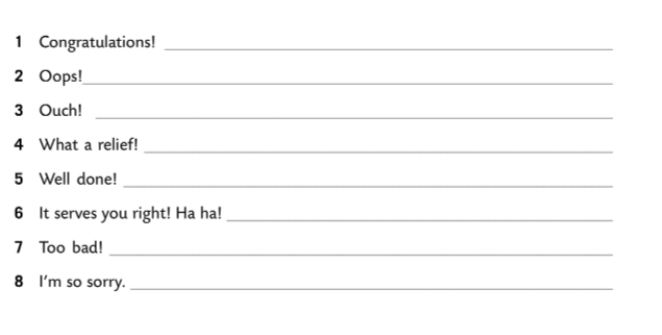 1 Congratulations!
2 Oops!
3 Ouch!
4 What a relief!
5 Well done!
6 It serves you right! Ha ha!
7 Too bad!
8 I'm so sorry.